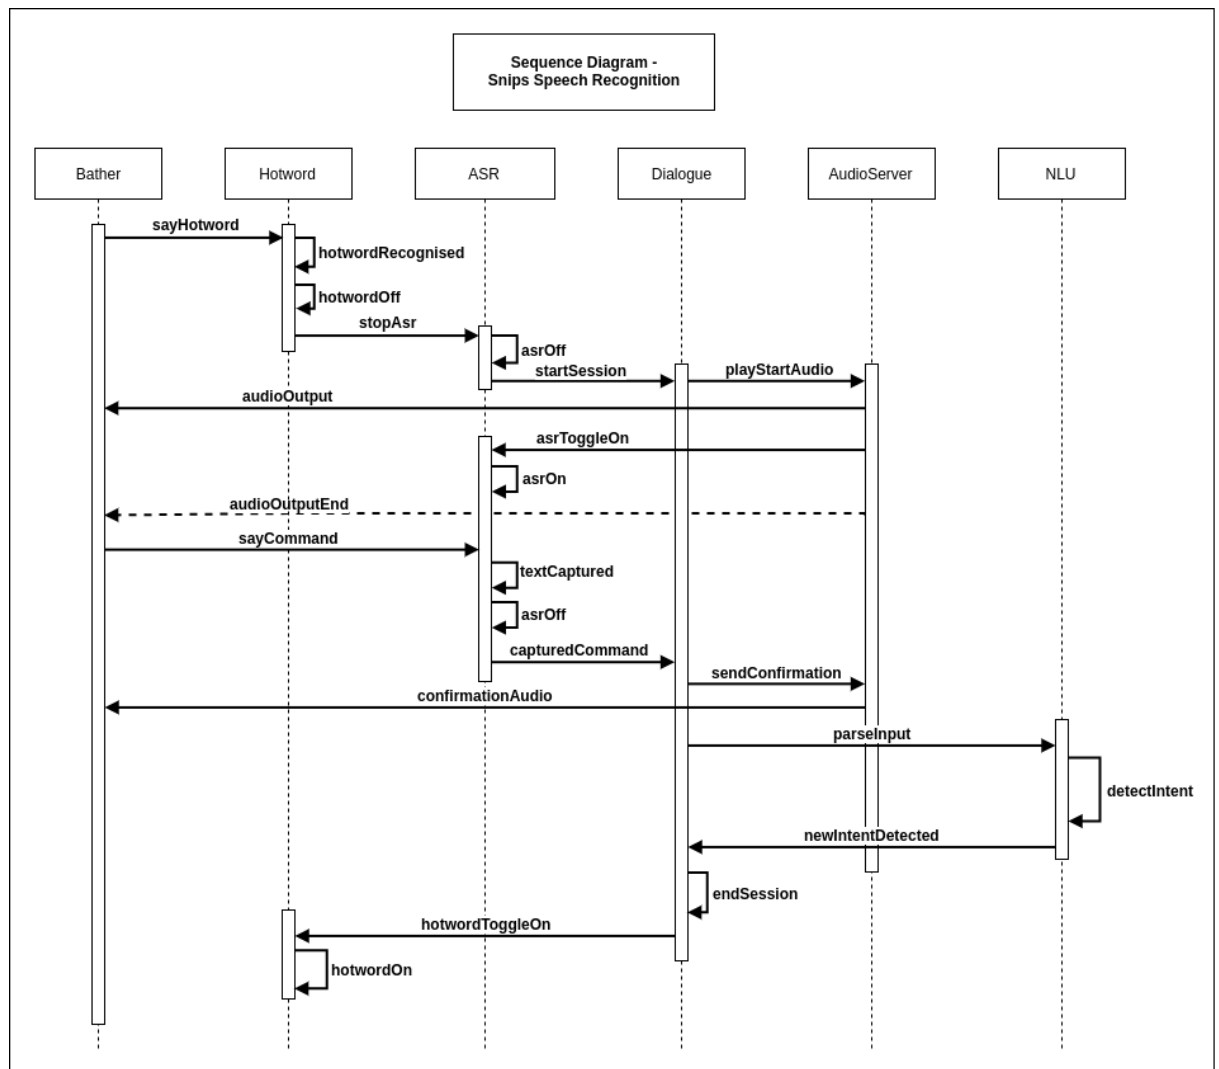 Sequence Diagram -
Snips Speech Recognition
Bather
Hotword
ASR
Dialogue
AudioServer
NLU
sayHotword
hotwordRecognised
hotwordOff
stopAsr
asrOff
startSession
playStartAudio
audioOutput
asrToggleOn
asrOn
audioOutputEnd
sayCommand
textCaptured
asrOff
capturedCommand
sendConfirmation
confirmationAudio
parseInput
detectIntent
newIntentDetected
endSession
hotwordToggleOn
hotwordOn